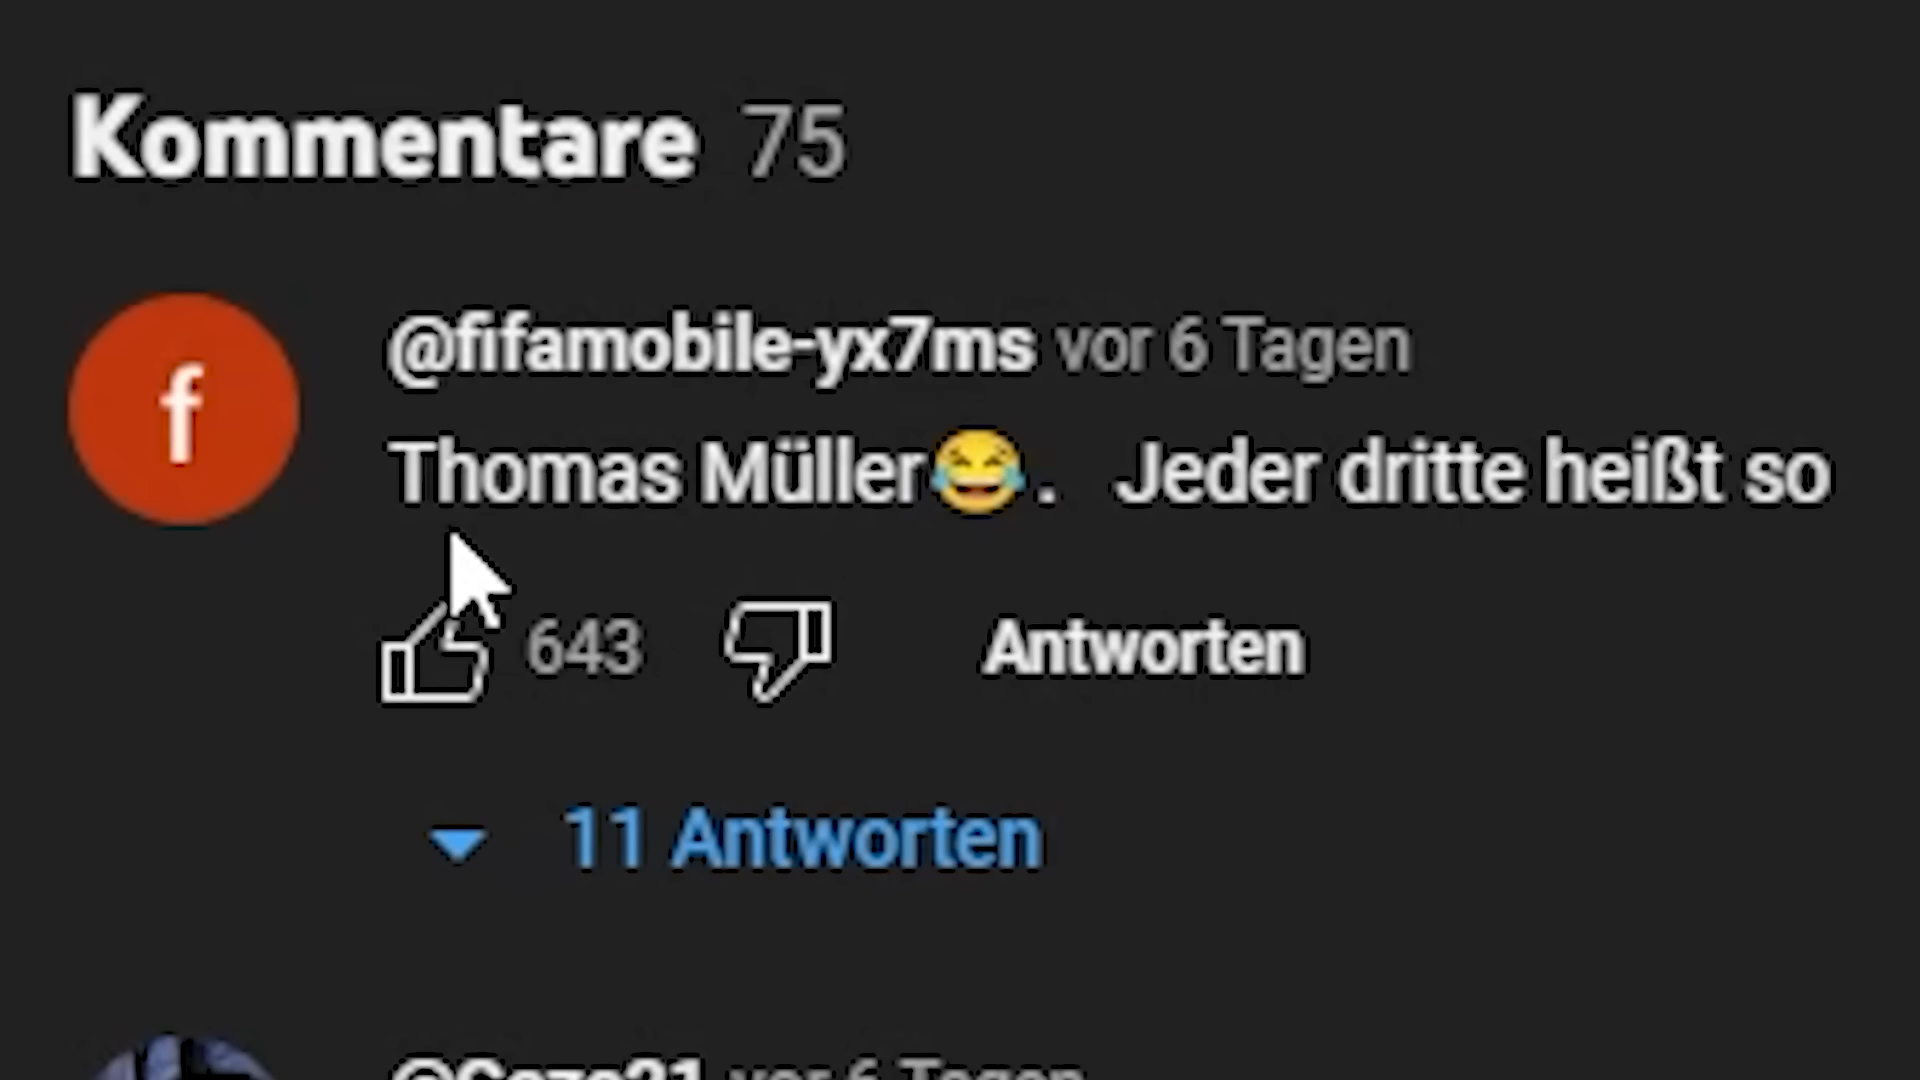 Kommentare 75
f
@fifamobile-yx7ms vor 6 Tagen
Thomas Müller😂. Jeder dritte heißt so
643 Antworten
11 Antworten
vor 6 Tagen